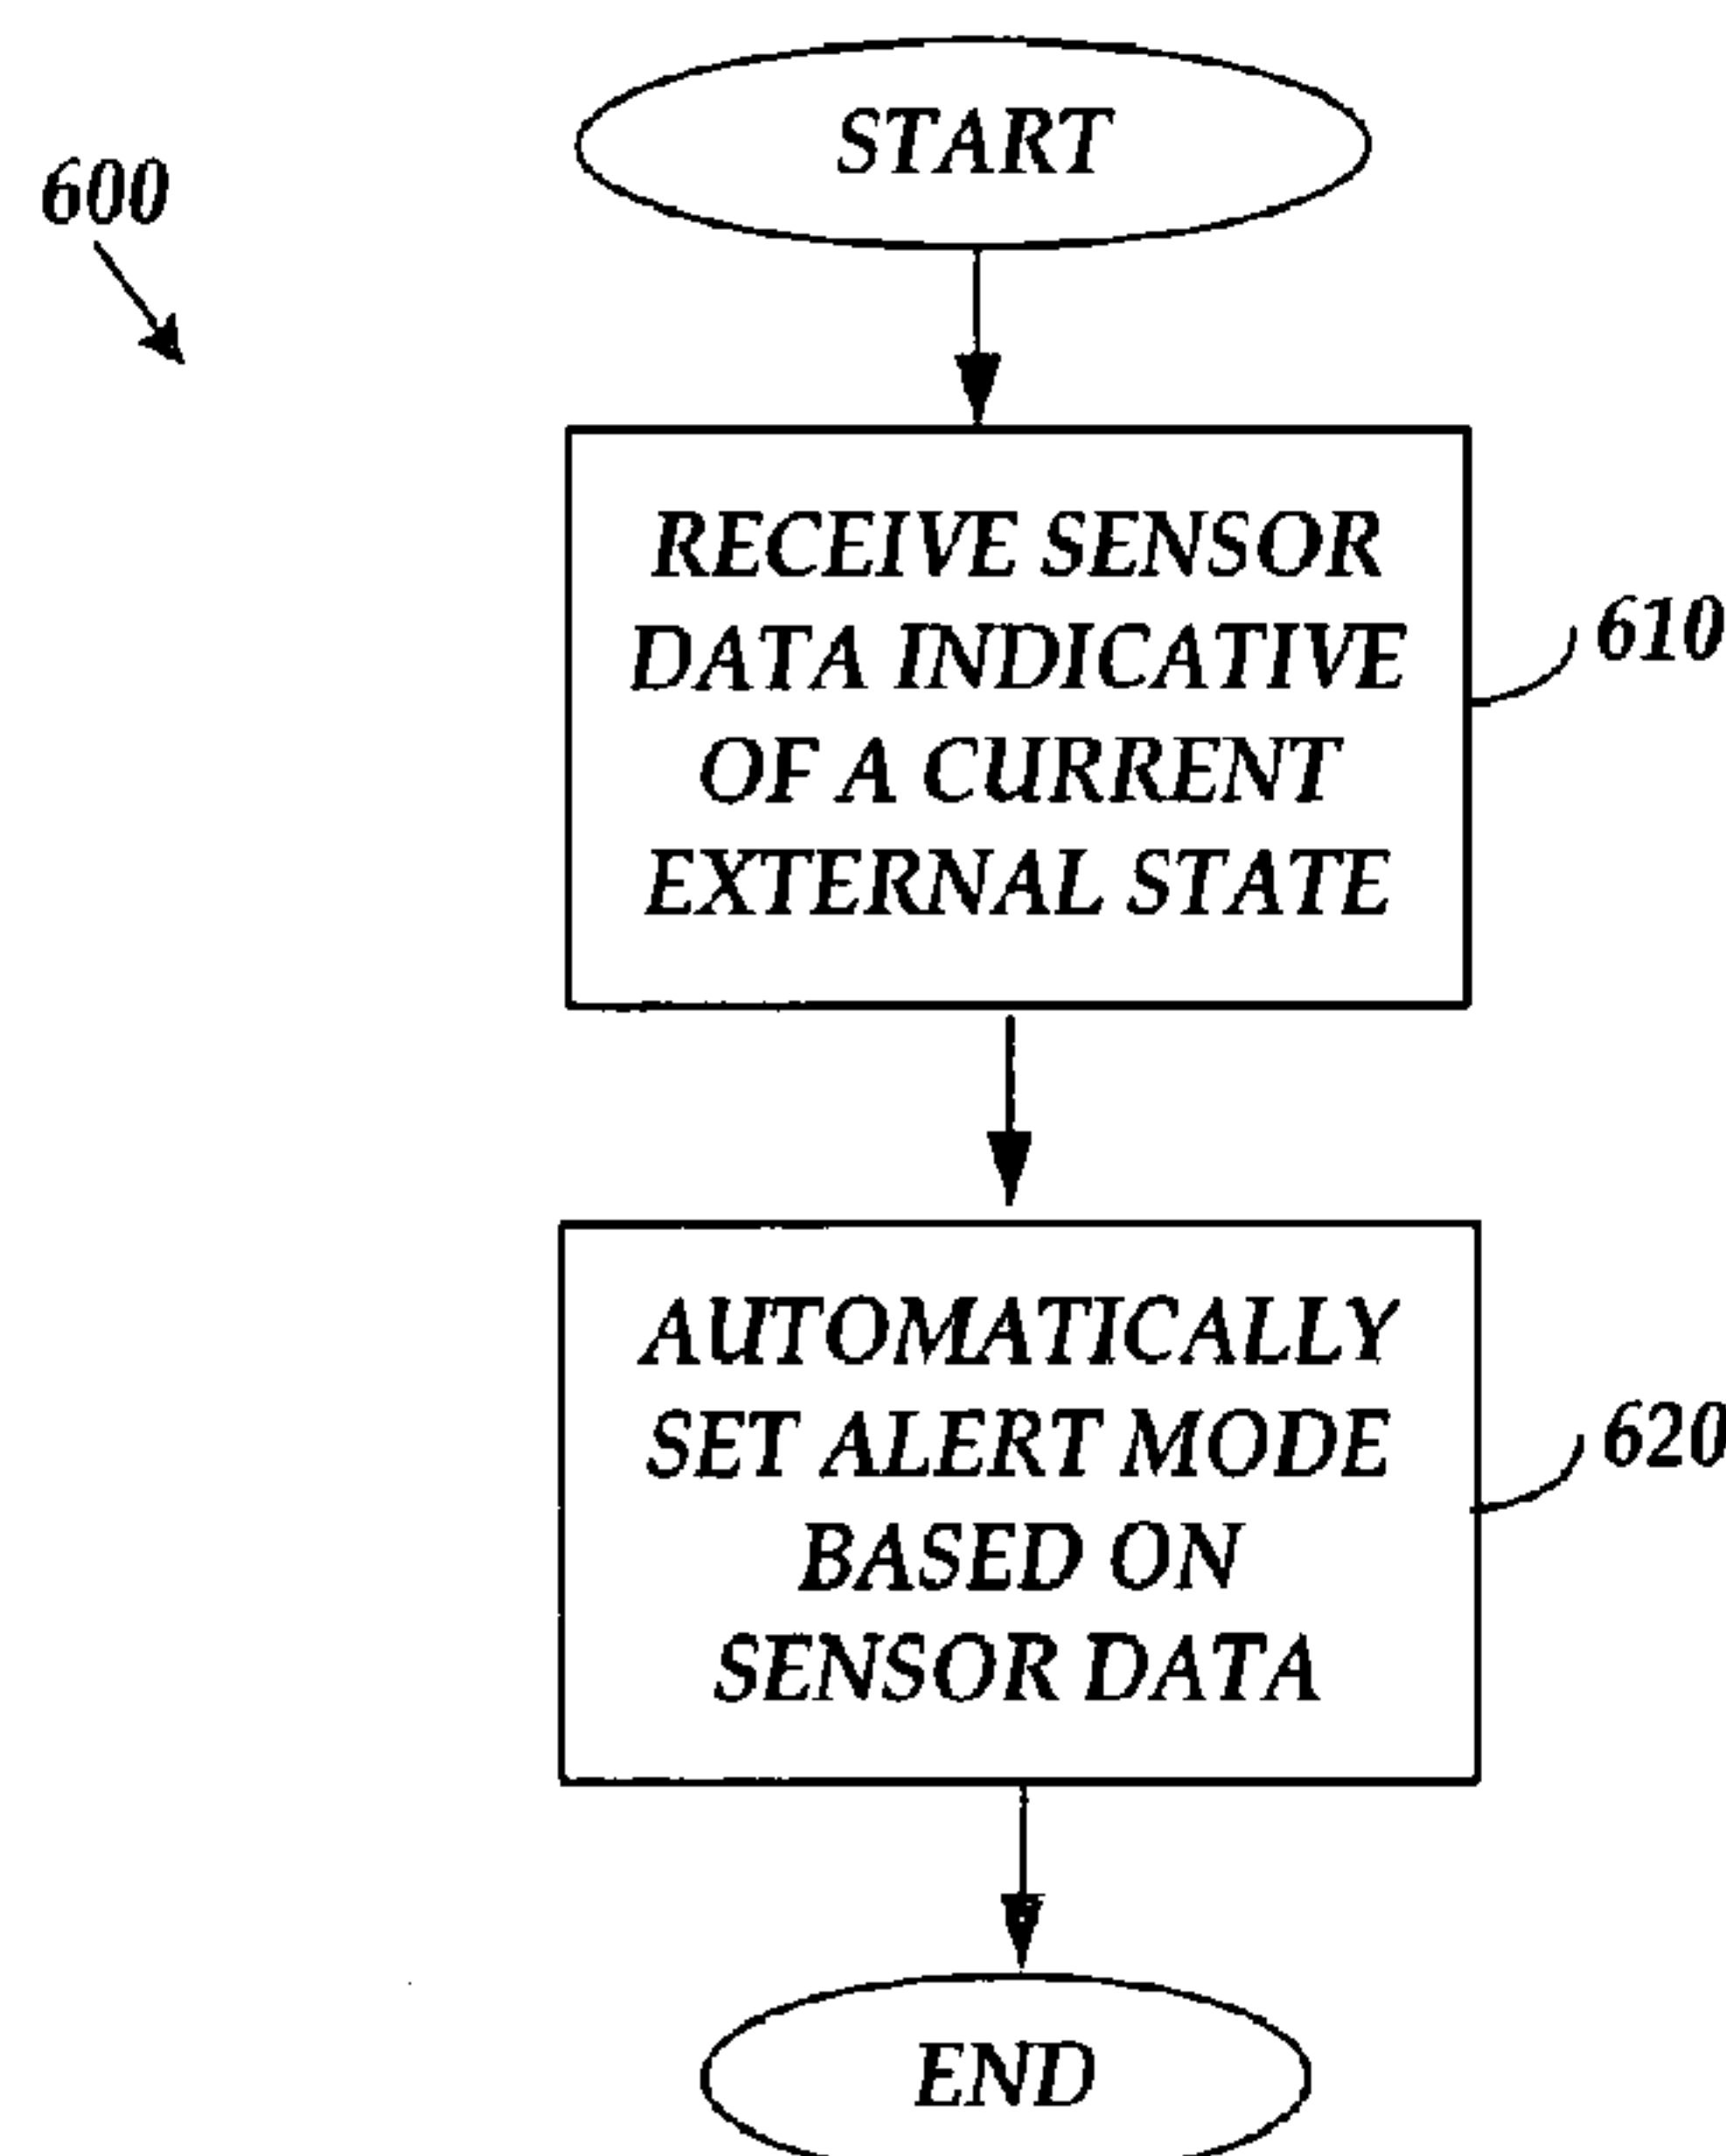 START
600
RECEIVE SENSOR
DATA INDICATIVE
OF A CURRENT
EXTERNAL STATE
610
AUTOMATICALLY
SET ALERT MODE
BASED ON
SENSOR DATA
620
END